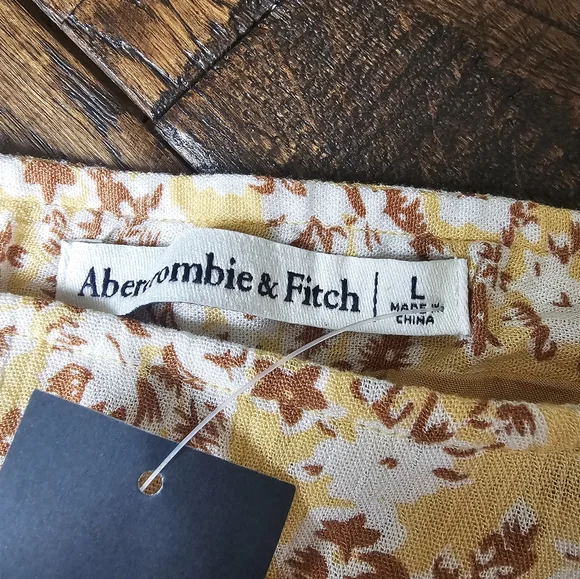 Abercrombie & Fitch
L
MADE IN
CHINA